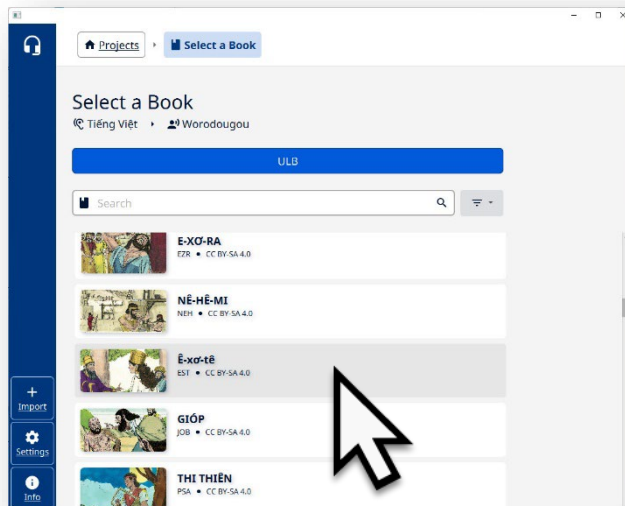 Projects
Select a Book
Select a Book
Tiếng Việt Worodougou
ULB
Search
E-XƠ-RA
EZR • CC BY-SA 4.0
NÊ-HÊ-MI
NEH • CC BY-SA 4.0
Ê-xơ-tê
EST • CC BY-SA 4.0
GIÓP
JOB • CC BY-SA 4.0
THI THIÊN
PSA • CC BY-SA 4.0
Import
Settings
Info